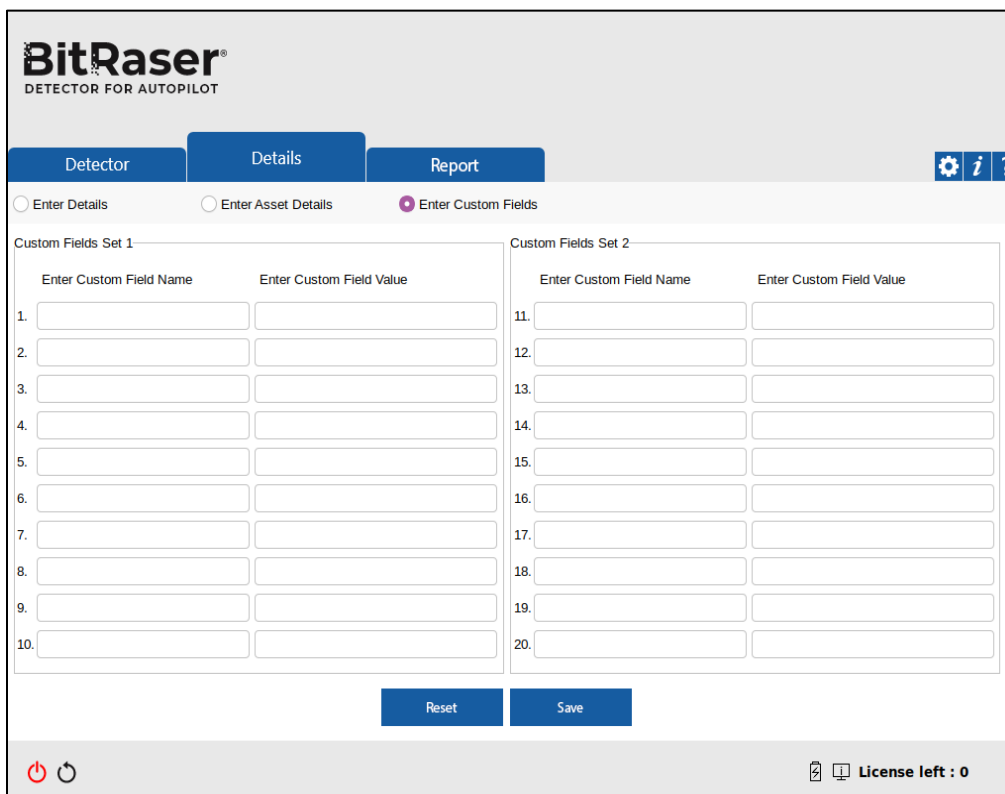 BitRaser®
DETECTOR FOR AUTOPILOT
Detector Details Report
i ?
Enter Details Enter Asset Details Enter Custom Fields
Custom Fields Set 1 Custom Fields Set 2
Enter Custom Field Name Enter Custom Field Value Enter Custom Field Name Enter Custom Field Value
1. 11.
2. 12.
3. 13.
4. 14.
5. 15.
6. 16.
7. 17.
8. 18.
9. 19.
10. 20.
Reset Save
License left : 0